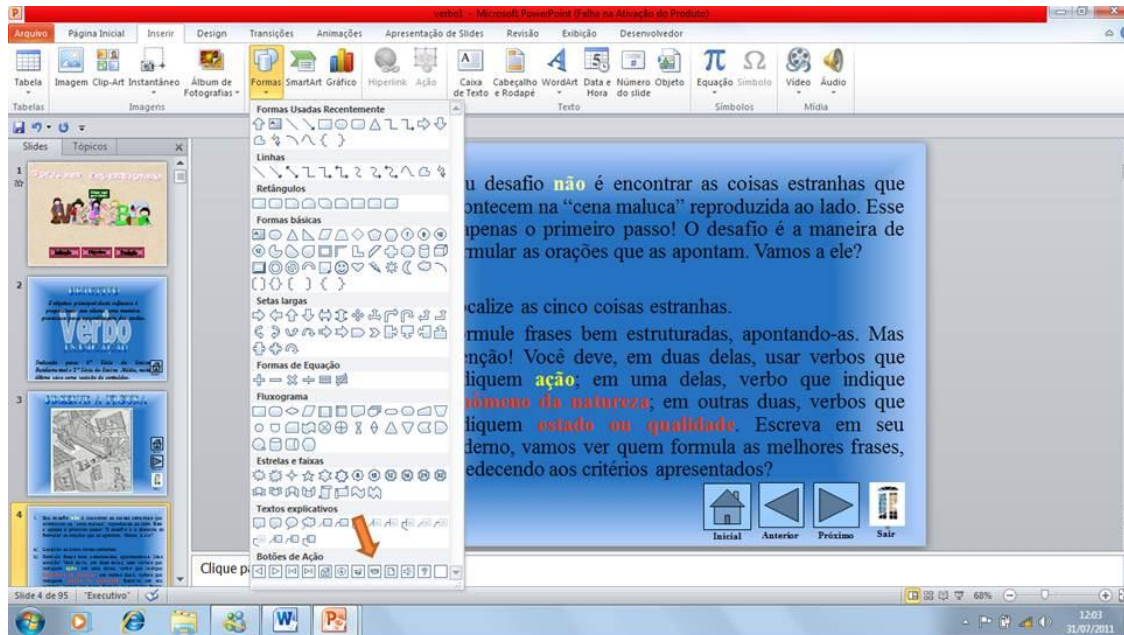 verbo1 - Microsoft PowerPoint (Falha na Ativação do Produto)
Arquivo Página Inicial Inserir Design Transições Animações Apresentação de Slides Revisão Exibição Desenvolvedor
Tabela Imagem Clip-Art Instantâneo Álbum de Fotografias Formas SmartArt Gráfico Hiperlink Ação Caixa de Texto Cabeçalho e Rodapé WordArt Data e Hora Número do slide Objeto Equação Símbolo Vídeo Áudio
Tabelas Imagens Texto Símbolos Mídia
Slides Tópicos
Formas Usadas Recentemente
Linhas
Retângulos
Formas básicas
Setas largas
Formas de Equação
Fluxograma
Estrelas e faixas
Textos explicativos
Botões de Ação
1
2
OBJETIVO
Verbo
3
4
u desafio não é encontrar as coisas estranhas que
ontecem na “cena maluca” reproduzida ao lado. Esse
apenas o primeiro passo! O desafio é a maneira de
rmular as orações que as apontam. Vamos a ele?
ocalize as cinco coisas estranhas.
rmule frases bem estruturadas, apontando-as. Mas
enção! Você deve, em duas delas, usar verbos que
diquem ação; em uma delas, verbo que indique
nômeno da natureza; em outras duas, verbos que
diquem estado ou qualidade. Escreva em seu
derno, vamos ver quem formula as melhores frases,
edecendo aos critérios apresentados?
Inicial Anterior Próximo Sair
Clique p
Slide 4 de 95 "Executivo" 68%
12:03
31/07/2011